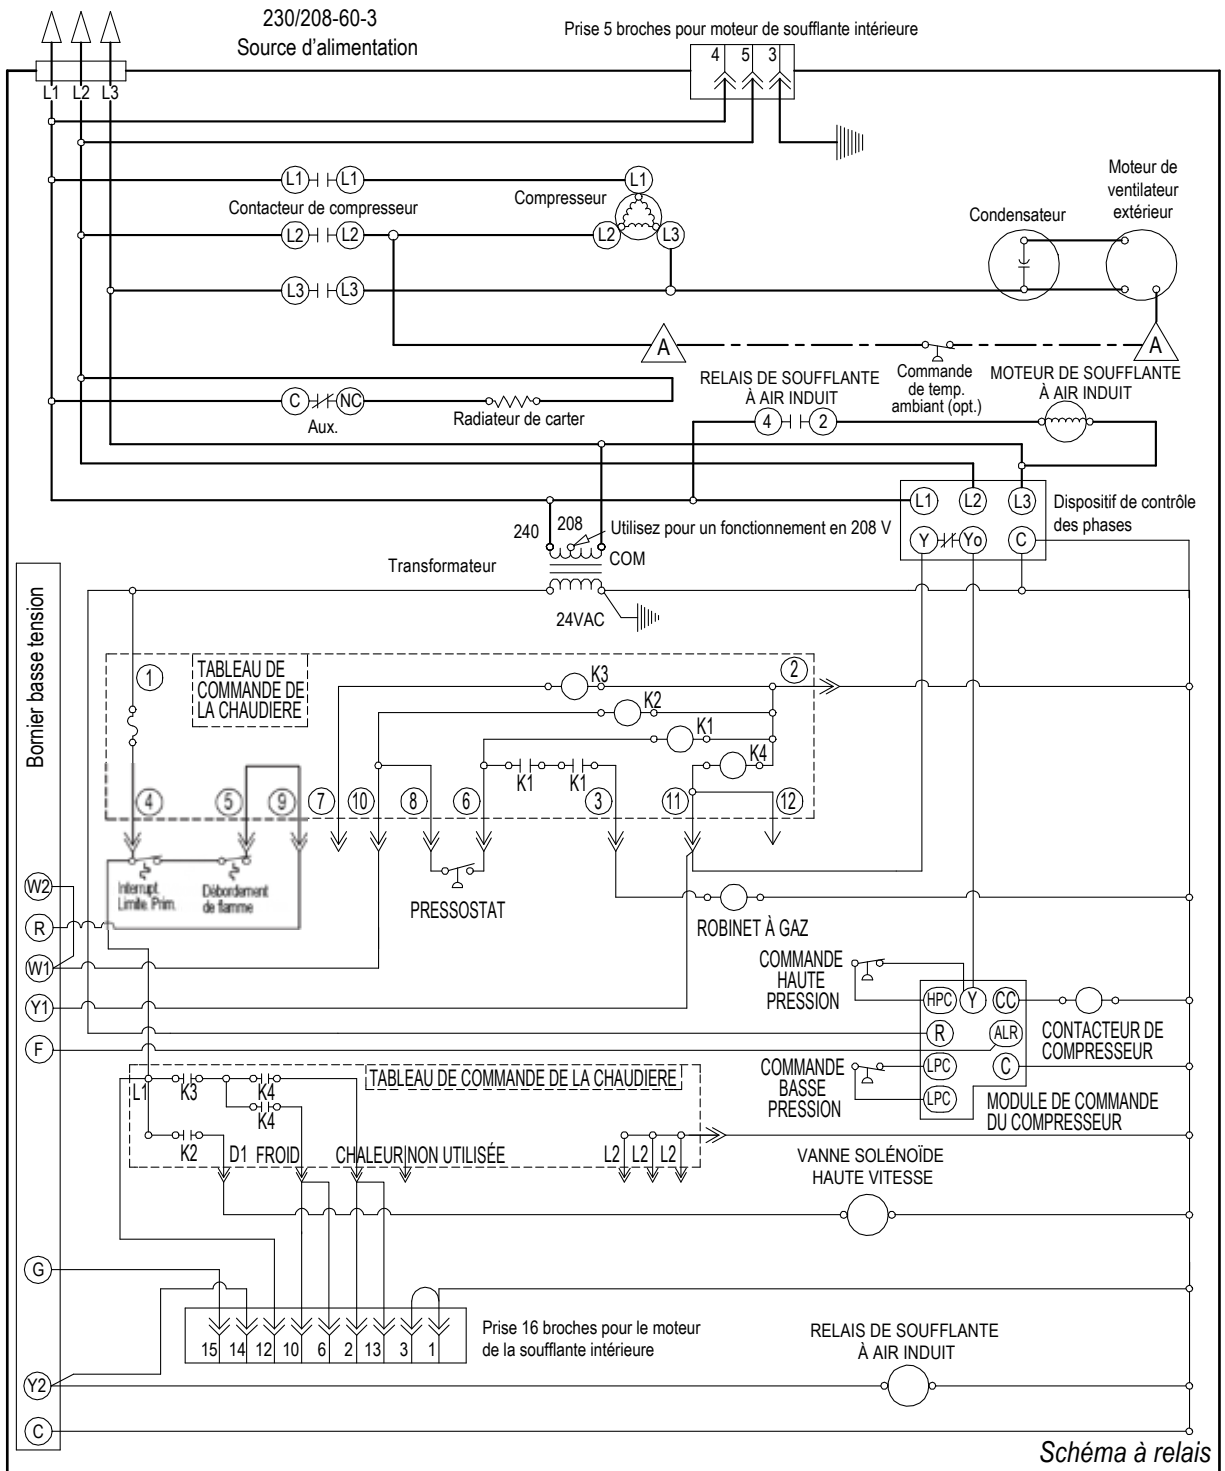 230/208-60-3
Source d'alimentation
Prise 5 broches pour moteur de soufflante intérieure
4 5 3
L1 L2 L3
L1 L1
L1
Contacteur de compresseur
Compresseur
L2 L2
L2 L3
L3 L3
Condensateur
Moteur de
ventilateur
extérieur
A
A
Commande
de temp.
ambiant (opt.)
RELAIS DE SOUFFLANTE
À AIR INDUIT
4 2
MOTEUR DE SOUFFLANTE
À AIR INDUIT
C NC
Aux.
Radiateur de carter
L1 L2 L3
Y Yo C
Dispositif de contrôle
des phases
240
208
Utilisez pour un fonctionnement en 208 V
COM
Transformateur
24VAC
Bornier basse tension
TABLEAU DE
COMMANDE DE
LA CHAUDIERE
1
2
K3
K2
K1
K4
K1 K1
4 5 9 7 10 8 6 3 11 12
Interrupt.
Limite Prim.
Débordement
de flamme
PRESSOSTAT
ROBINET À GAZ
W2
R
W1
Y1
F
COMMANDE
HAUTE
PRESSION
HPC Y CC
R ALR
LPC C
LPC
CONTACTEUR DE
COMPRESSEUR
COMMANDE
BASSE
PRESSION
MODULE DE COMMANDE
DU COMPRESSEUR
TABLEAU DE COMMANDE DE LA CHAUDIERE
L1
K3 K4
K4
K2
D1 FROID CHALEUR NON UTILISÉE
L2 L2 L2
VANNE SOLÉNOÏDE
HAUTE VITESSE
G
15 14 12 10 6 2 13 3 1
Prise 16 broches pour le moteur
de la soufflante intérieure
RELAIS DE SOUFFLANTE
À AIR INDUIT
Y2
C
Schéma à relais